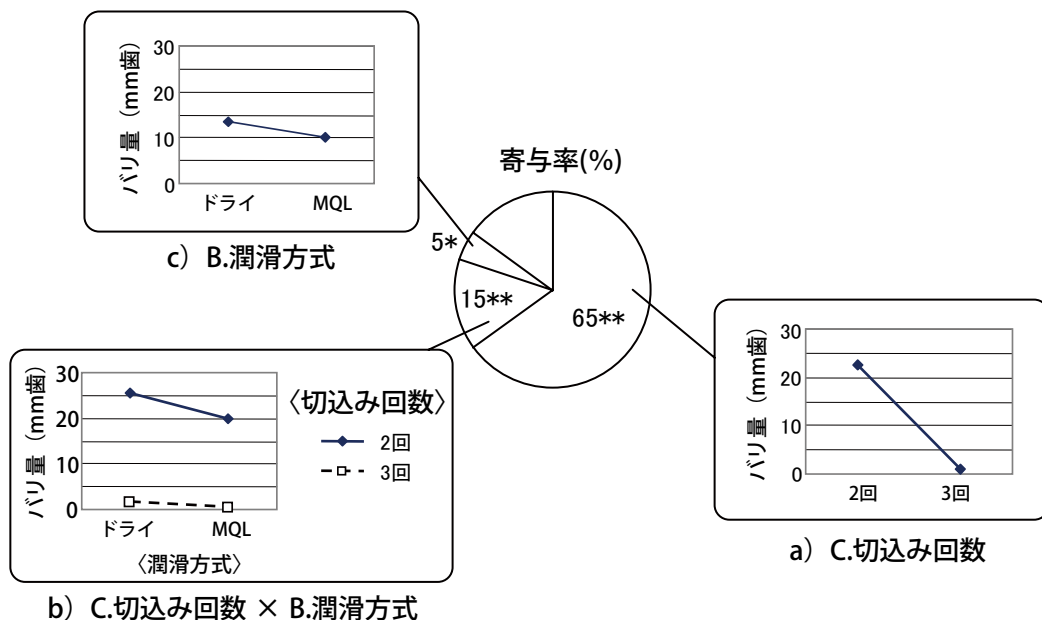 バリ量（mm歯）
30
20
10
0
ドライ
MQL
c）B.潤滑方式
寄与率(%)
5*
15**
65**
バリ量（mm歯）
30
20
10
0
ドライ
MQL
〈潤滑方式〉
〈切込み回数〉
2回
3回
b）C.切込み回数 × B.潤滑方式
バリ量（mm歯）
30
20
10
0
2回
3回
a）C.切込み回数